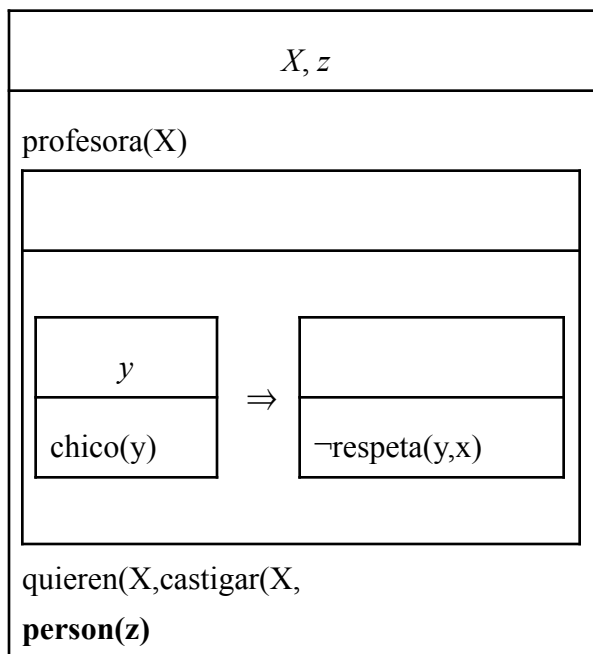 X, z
profesora(X)
y
⇒
chico(y)
¬respeta(y,x)
quieren(X,castigar(X,
person(z)